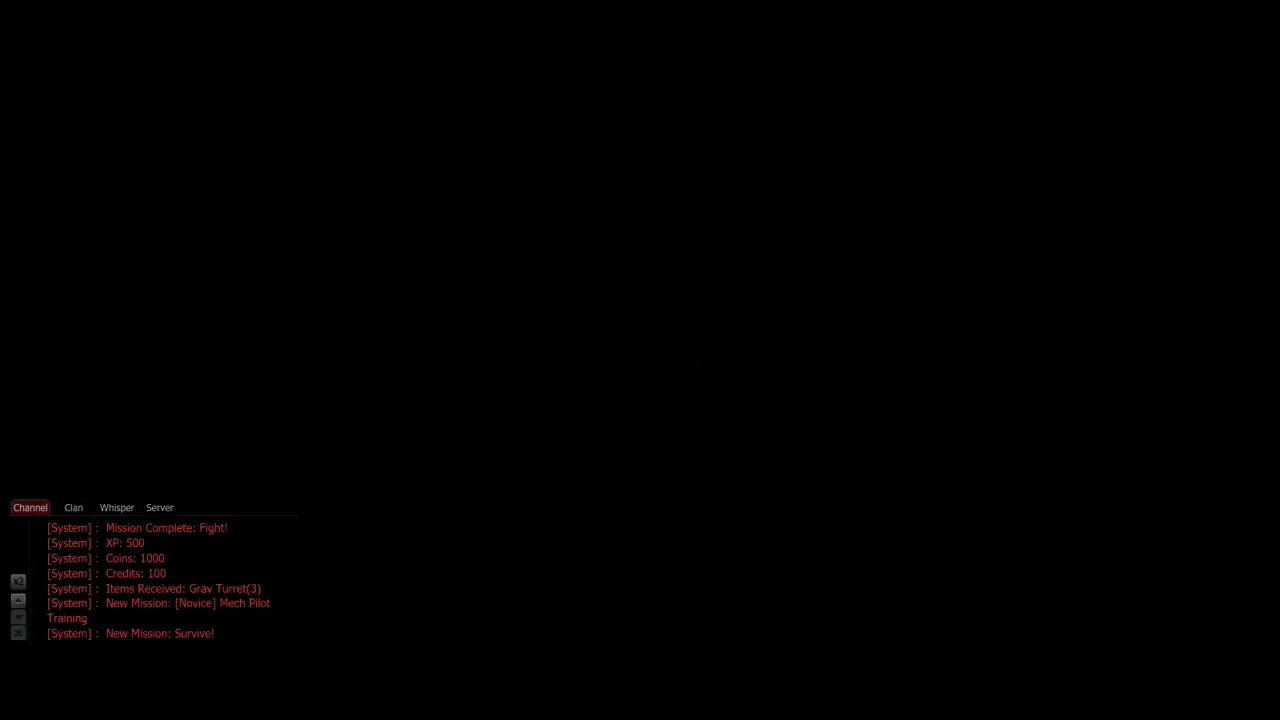 Channel Clan Whisper Server
[System] : Mission Complete: Fight!
[System] : XP: 500
[System] : Coins: 1000
[System] : Credits: 100
x2
[System] : Items Received: Grav Turret(3)
[System] : New Mission: [Novice] Mech Pilot
Training
[System] : New Mission: Survive!